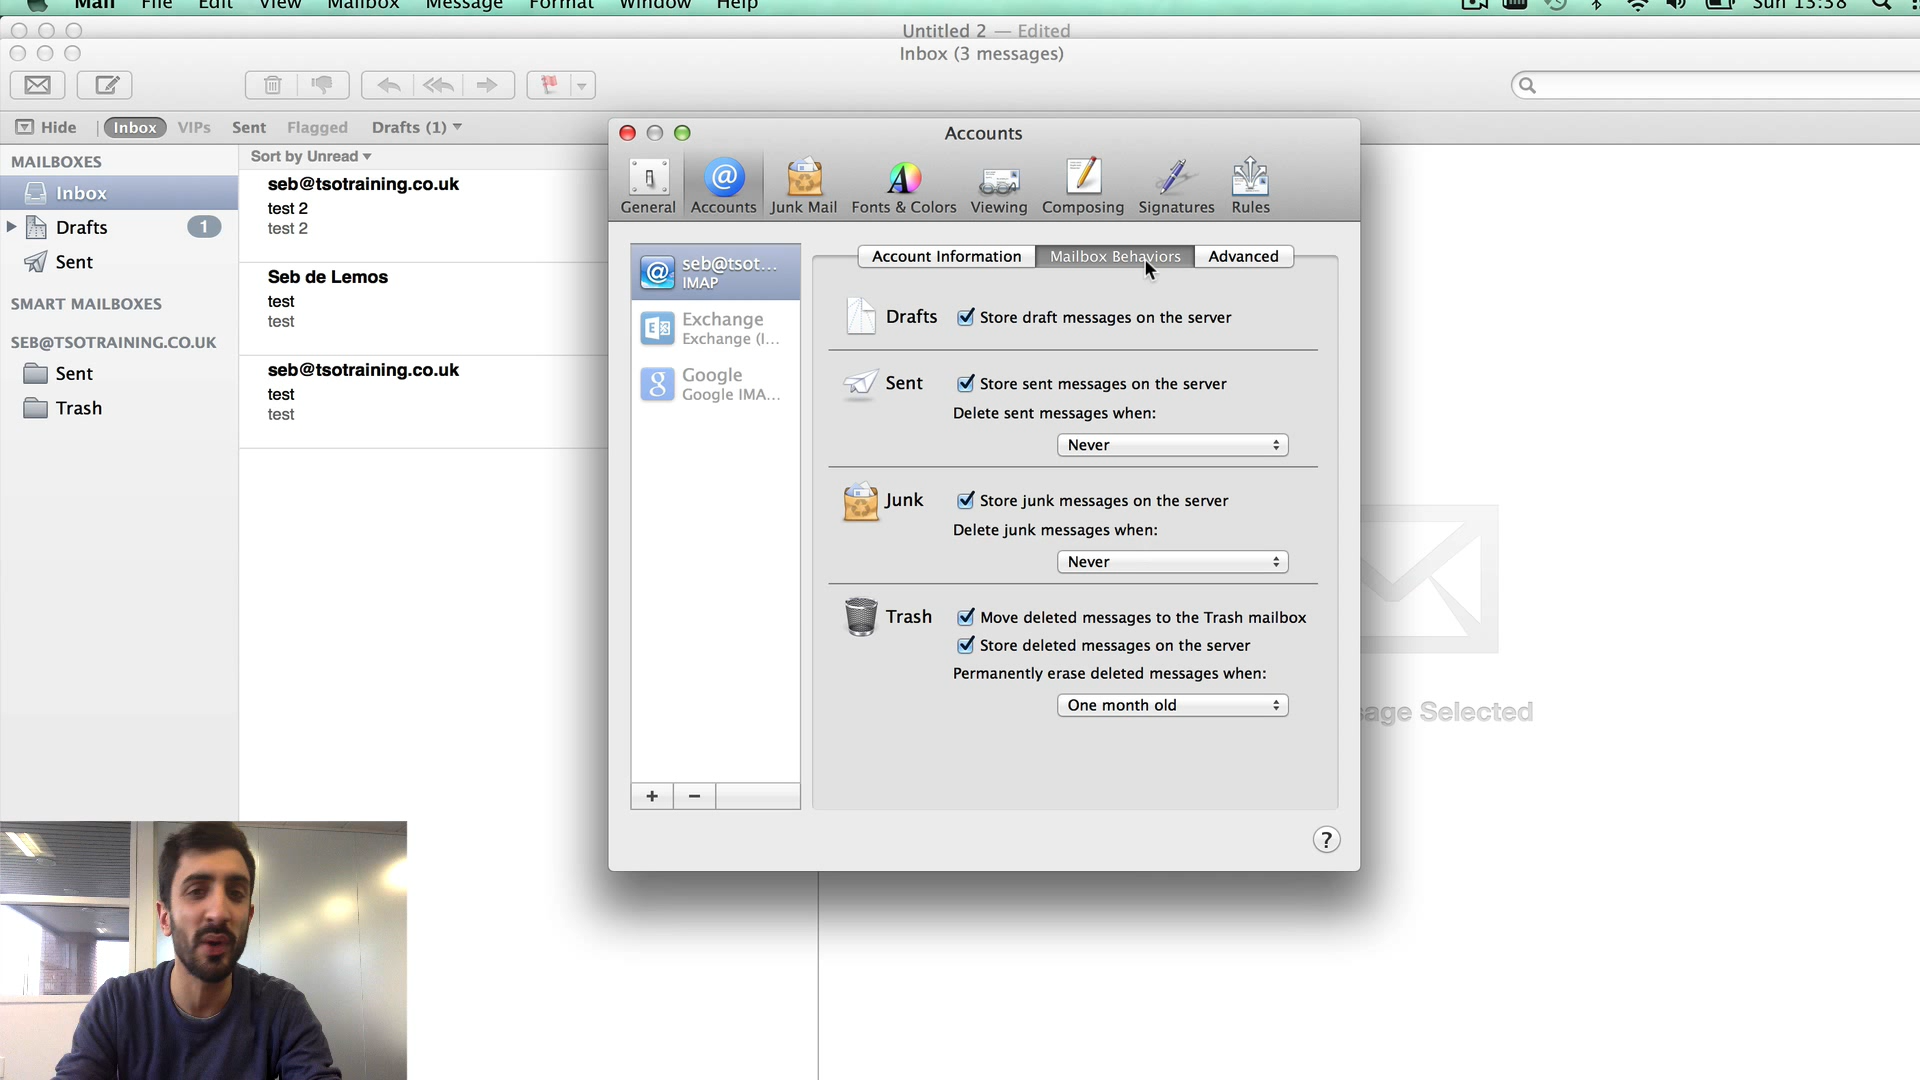 Mail File Edit View Mailbox Message Format Window Help Sun 13:38
Untitled 2 — Edited
Inbox (3 messages)
Hide Inbox VIPs Sent Flagged Drafts (1)
MAILBOXES
Inbox
Drafts 1
Sent
SMART MAILBOXES
SEB@TSOTRAINING.CO.UK
Sent
Trash
Sort by Unread
seb@tsotraining.co.uk
test 2
test 2
Seb de Lemos
test
test
seb@tsotraining.co.uk
test
test
Accounts
General Accounts Junk Mail Fonts & Colors Viewing Composing Signatures Rules
seb@tsot...
IMAP
Exchange
Exchange (I...
Google
Google IMA...
Account Information Mailbox Behaviors Advanced
Drafts Store draft messages on the server
Sent Store sent messages on the server
Delete sent messages when:
Never
Junk Store junk messages on the server
Delete junk messages when:
Never
Trash Move deleted messages to the Trash mailbox
Store deleted messages on the server
Permanently erase deleted messages when:
One month old
+ −
?
sage Selected